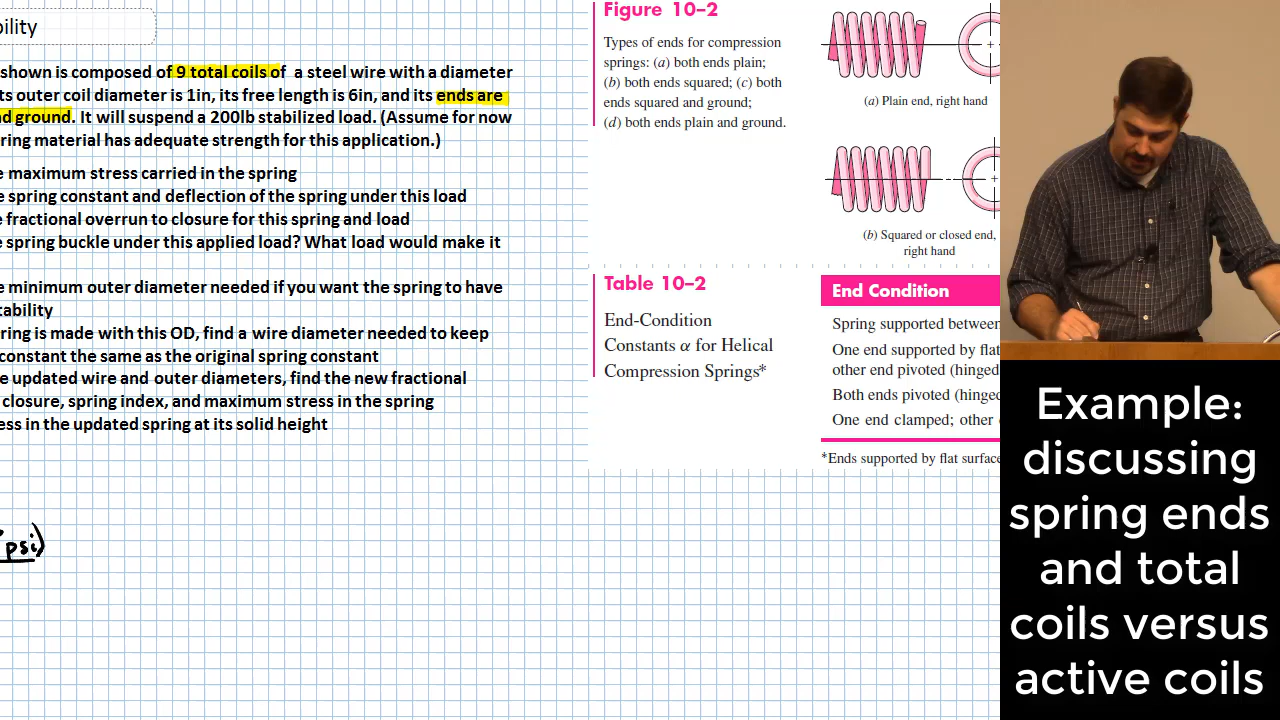 bility
shown is composed of 9 total coils of a steel wire with a diameter
ts outer coil diameter is 1in, its free length is 6in, and its ends are
nd ground. It will suspend a 200lb stabilized load. (Assume for now
ring material has adequate strength for this application.)
e maximum stress carried in the spring
e spring constant and deflection of the spring under this load
e fractional overrun to closure for this spring and load
e spring buckle under this applied load? What load would make it
e minimum outer diameter needed if you want the spring to have
tability
ring is made with this OD, find a wire diameter needed to keep
constant the same as the original spring constant
e updated wire and outer diameters, find the new fractional
closure, spring index, and maximum stress in the spring
ess in the updated spring at its solid height
psi)
Figure 10–2
Types of ends for compression
springs: (a) both ends plain;
(b) both ends squared; (c) both
ends squared and ground;
(d) both ends plain and ground.
(a) Plain end, right hand
(b) Squared or closed end,
right hand
Table 10–2
End-Condition
Constants α for Helical
Compression Springs*
End Condition
Spring supported between
One end supported by flat
other end pivoted (hinged
Both ends pivoted (hinged
One end clamped; other
*Ends supported by flat surface
Example:
discussing
spring ends
and total
coils versus
active coils